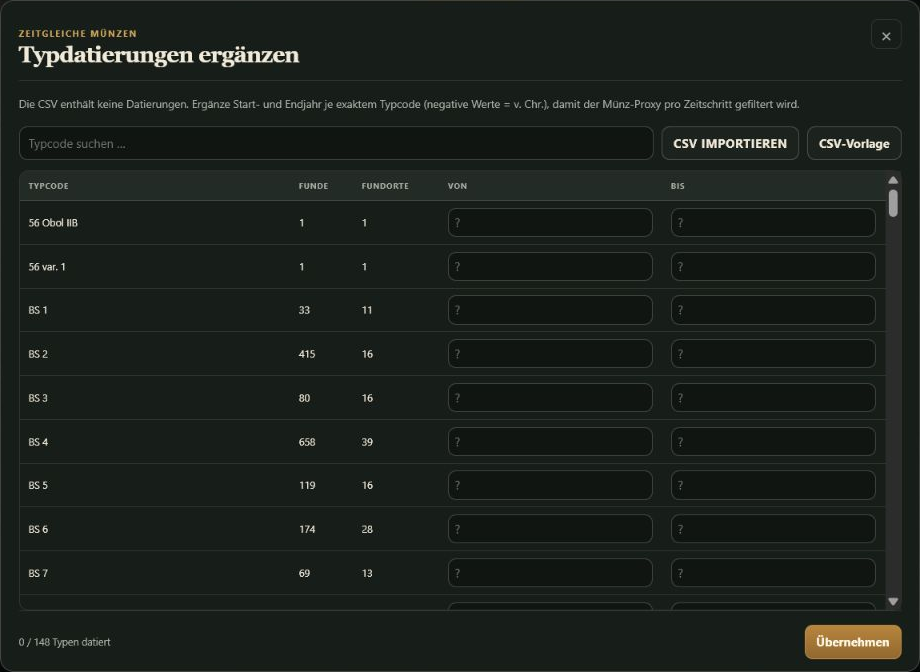 ZEITGLEICHE MÜNZEN
Typdatierungen ergänzen
×
Die CSV enthält keine Datierungen. Ergänze Start- und Endjahr je exaktem Typcode (negative Werte = v. Chr.), damit der Münz-Proxy pro Zeitschritt gefiltert wird.
Typcode suchen ... CSV IMPORTIEREN CSV-Vorlage
TYPCODE FUNDE FUNDORTE VON BIS
56 Obol IIB 1 1 ? ?
56 var. 1 1 1 ? ?
BS 1 33 11 ? ?
BS 2 415 16 ? ?
BS 3 80 16 ? ?
BS 4 658 39 ? ?
BS 5 119 16 ? ?
BS 6 174 28 ? ?
BS 7 69 13 ? ?
0 / 148 Typen datiert Übernehmen